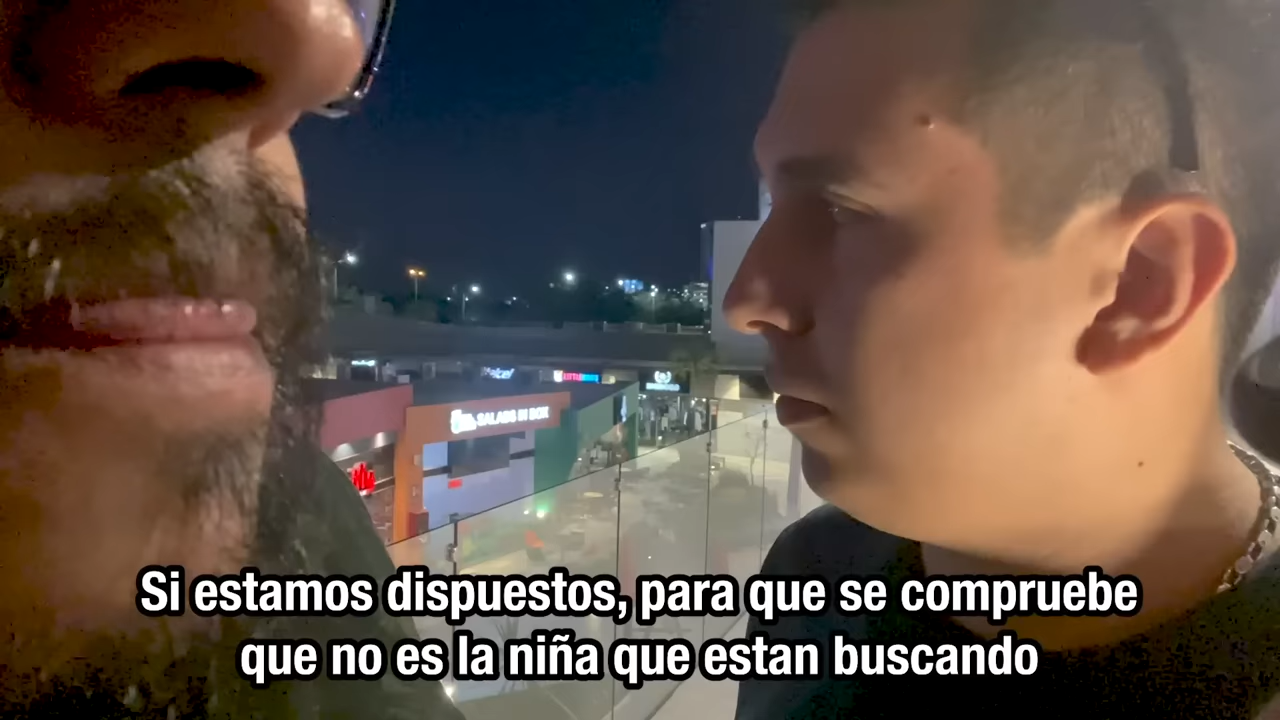 SALADS IN BOX
Si estamos dispuestos, para que se compruebe
que no es la niña que estan buscando